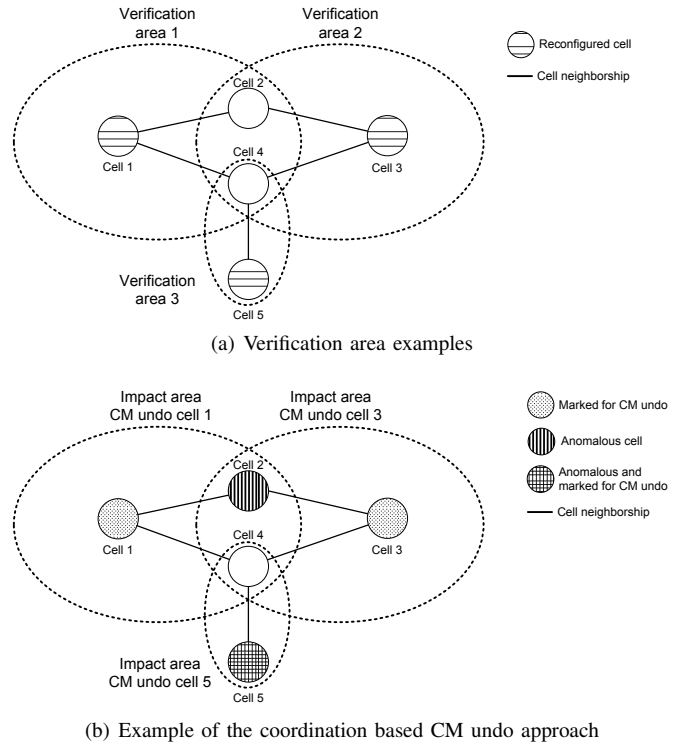 Verification
area 1
Verification
area 2
Reconfigured cell
Cell neighborship
Cell 2
Cell 1
Cell 4
Cell 3
Verification
area 3
Cell 5
(a) Verification area examples
Impact area
CM undo cell 1
Impact area
CM undo cell 3
Marked for CM undo
Anomalous cell
Anomalous and
marked for CM undo
Cell neighborship
Cell 2
Cell 1
Cell 4
Cell 3
Impact area
CM undo cell 5
Cell 5
(b) Example of the coordination based CM undo approach